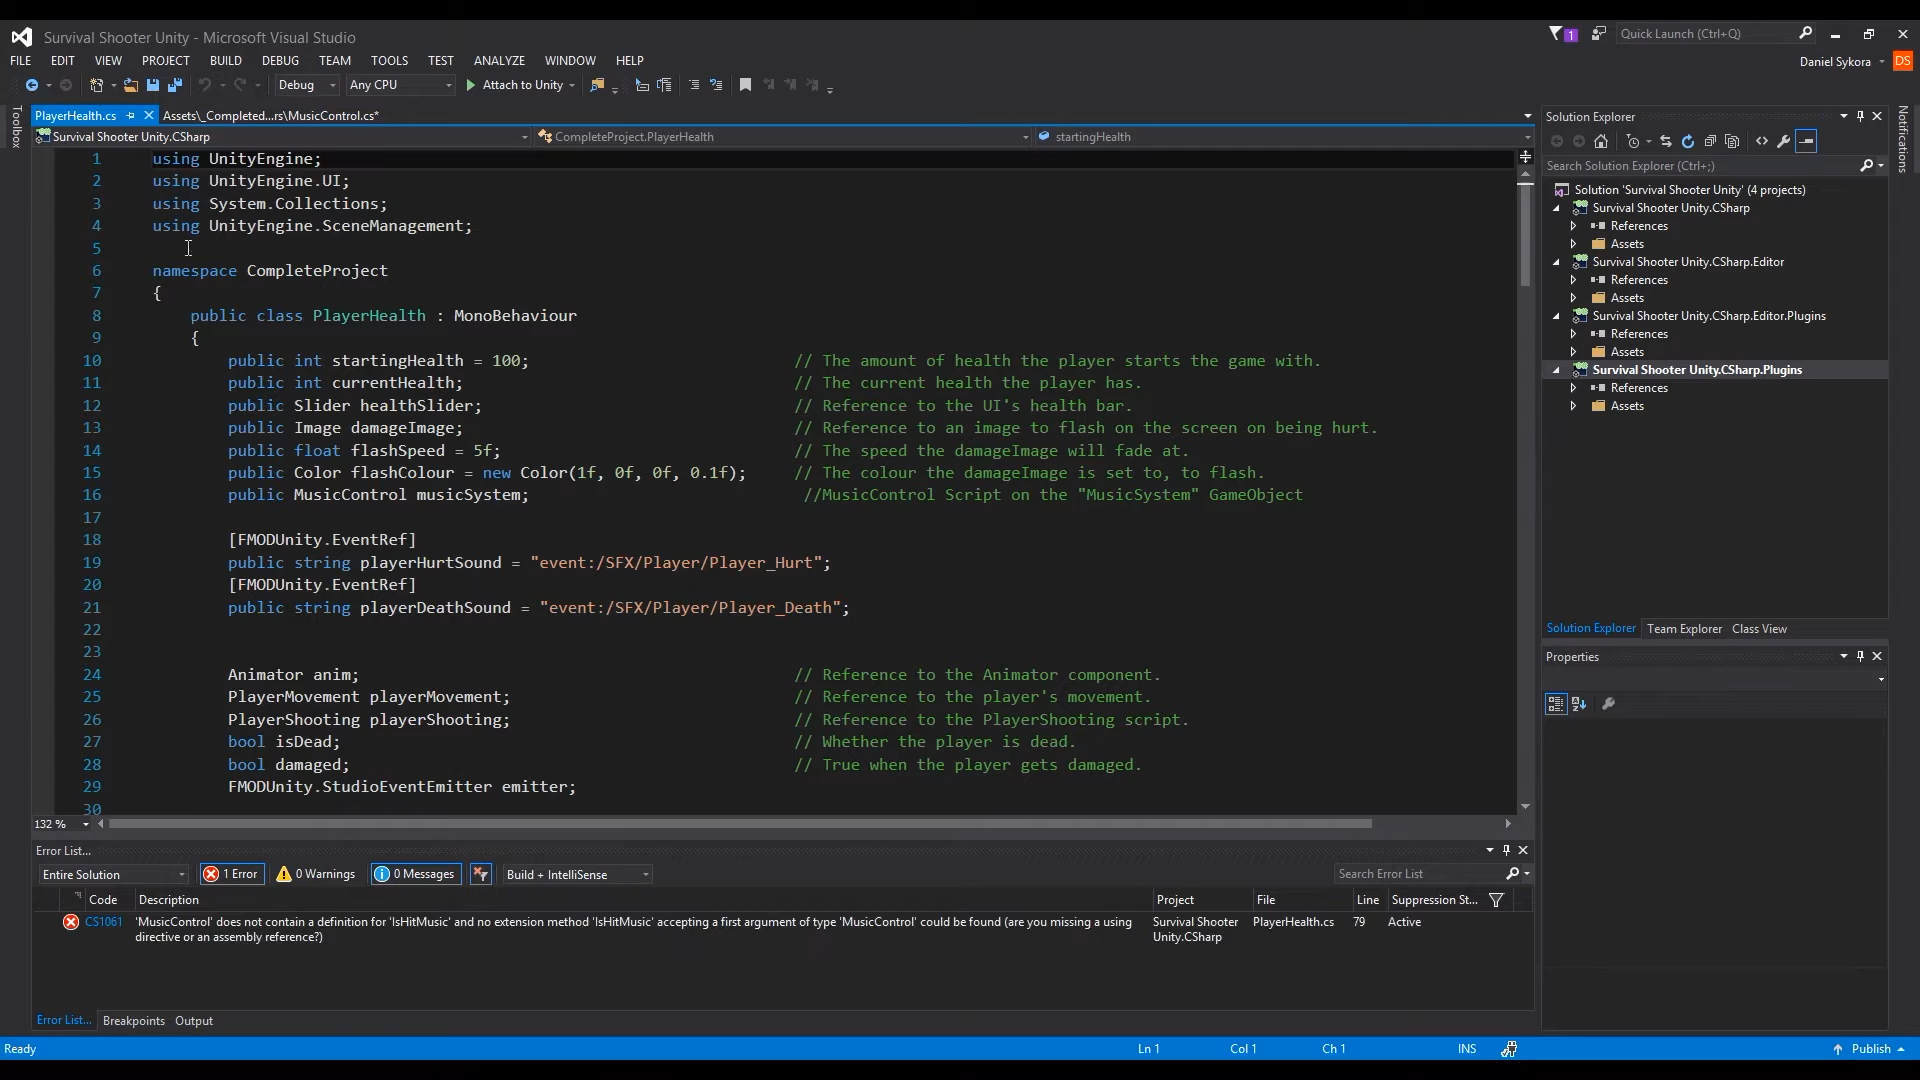 Survival Shooter Unity - Microsoft Visual Studio
1
Quick Launch (Ctrl+Q)
FILE EDIT VIEW PROJECT BUILD DEBUG TEAM TOOLS TEST ANALYZE WINDOW HELP
Daniel Sykora DS
Debug Any CPU Attach to Unity
Toolbox
PlayerHealth.cs Assets\_Completed...rs\MusicControl.cs*
Survival Shooter Unity.CSharp CompleteProject.PlayerHealth startingHealth
1 using UnityEngine;
2 using UnityEngine.UI;
3 using System.Collections;
4 using UnityEngine.SceneManagement;
5
6 namespace CompleteProject
7 {
8 public class PlayerHealth : MonoBehaviour
9 {
10 public int startingHealth = 100; // The amount of health the player starts the game with.
11 public int currentHealth; // The current health the player has.
12 public Slider healthSlider; // Reference to the UI's health bar.
13 public Image damageImage; // Reference to an image to flash on the screen on being hurt.
14 public float flashSpeed = 5f; // The speed the damageImage will fade at.
15 public Color flashColour = new Color(1f, 0f, 0f, 0.1f); // The colour the damageImage is set to, to flash.
16 public MusicControl musicSystem; //MusicControl Script on the "MusicSystem" GameObject
17
18 [FMODUnity.EventRef]
19 public string playerHurtSound = "event:/SFX/Player/Player_Hurt";
20 [FMODUnity.EventRef]
21 public string playerDeathSound = "event:/SFX/Player/Player_Death";
22
23
24 Animator anim; // Reference to the Animator component.
25 PlayerMovement playerMovement; // Reference to the player's movement.
26 PlayerShooting playerShooting; // Reference to the PlayerShooting script.
27 bool isDead; // Whether the player is dead.
28 bool damaged; // True when the player gets damaged.
29 FMODUnity.StudioEventEmitter emitter;
30
132 %
Error List...
Entire Solution 1 Error 0 Warnings 0 Messages Build + IntelliSense Search Error List
Code Description Project File Line Suppression St...
CS1061 'MusicControl' does not contain a definition for 'IsHitMusic' and no extension method 'IsHitMusic' accepting a first argument of type 'MusicControl' could be found (are you missing a using Survival Shooter PlayerHealth.cs 79 Active
directive or an assembly reference?) Unity.CSharp
Error List... Breakpoints Output
Solution Explorer
Search Solution Explorer (Ctrl+;)
Solution 'Survival Shooter Unity' (4 projects)
Survival Shooter Unity.CSharp
References
Assets
Survival Shooter Unity.CSharp.Editor
References
Assets
Survival Shooter Unity.CSharp.Editor.Plugins
References
Assets
Survival Shooter Unity.CSharp.Plugins
References
Assets
Solution Explorer Team Explorer Class View
Properties
Notifications
Ready Ln 1 Col 1 Ch 1 INS Publish